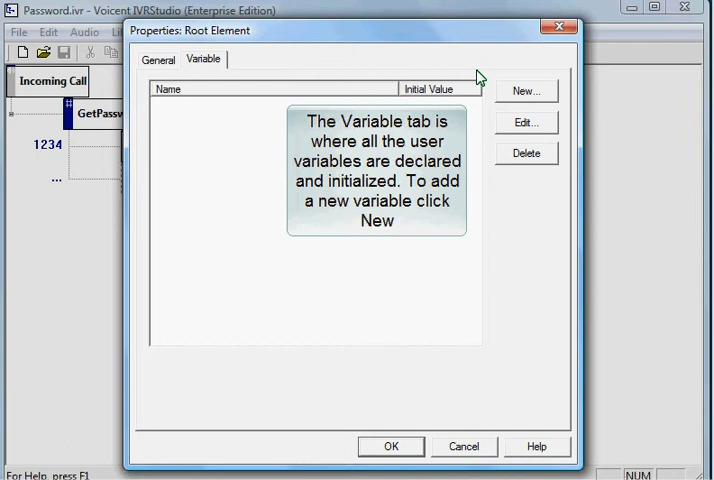 Password.ivr - Voicent IVRStudio (Enterprise Edition)
File Edit Audio
Properties: Root Element
General Variable
Incoming Call
Name Initial Value
New...
Edit...
Delete
1234
...
The Variable tab is
where all the user
variables are declared
and initialized. To add
a new variable click
New
OK Cancel Help
For Help, press F1
NUM